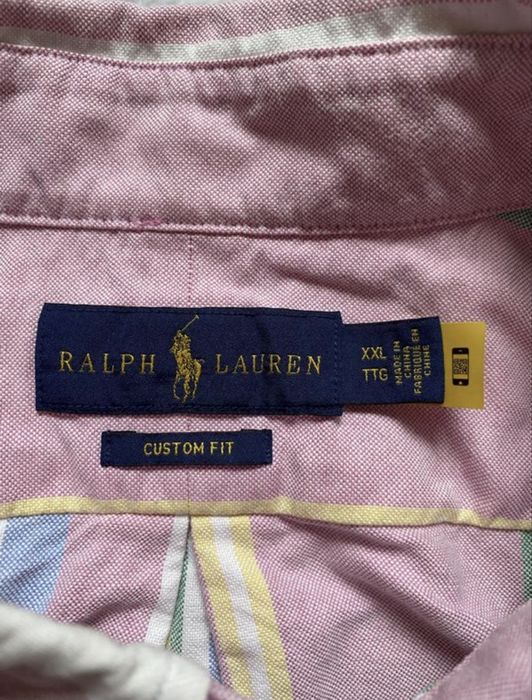 RALPH LAUREN
CUSTOM FIT
XXL
TTG
MADE IN
CHINA
FABRIQUÉ EN
CHINE